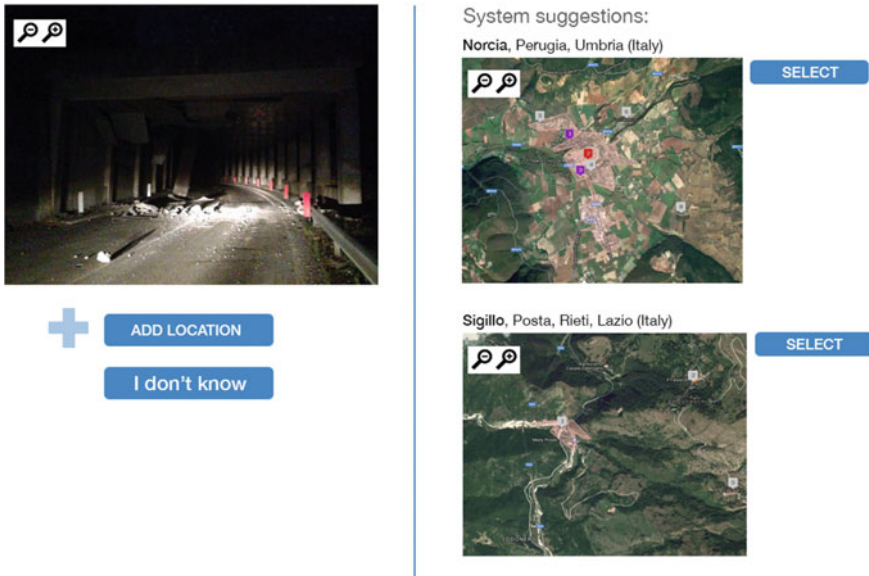 ADD LOCATION
I don't know
System suggestions:
Norcia, Perugia, Umbria (Italy)
SELECT
Sigillo, Posta, Rieti, Lazio (Italy)
SELECT